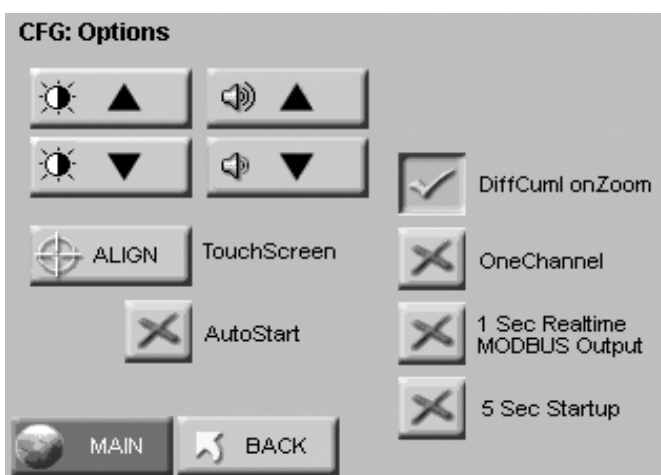 CFG: Options
DiffCuml onZoom
ALIGN TouchScreen
OneChannel
AutoStart
1 Sec Realtime
MODBUS Output
5 Sec Startup
MAIN
BACK